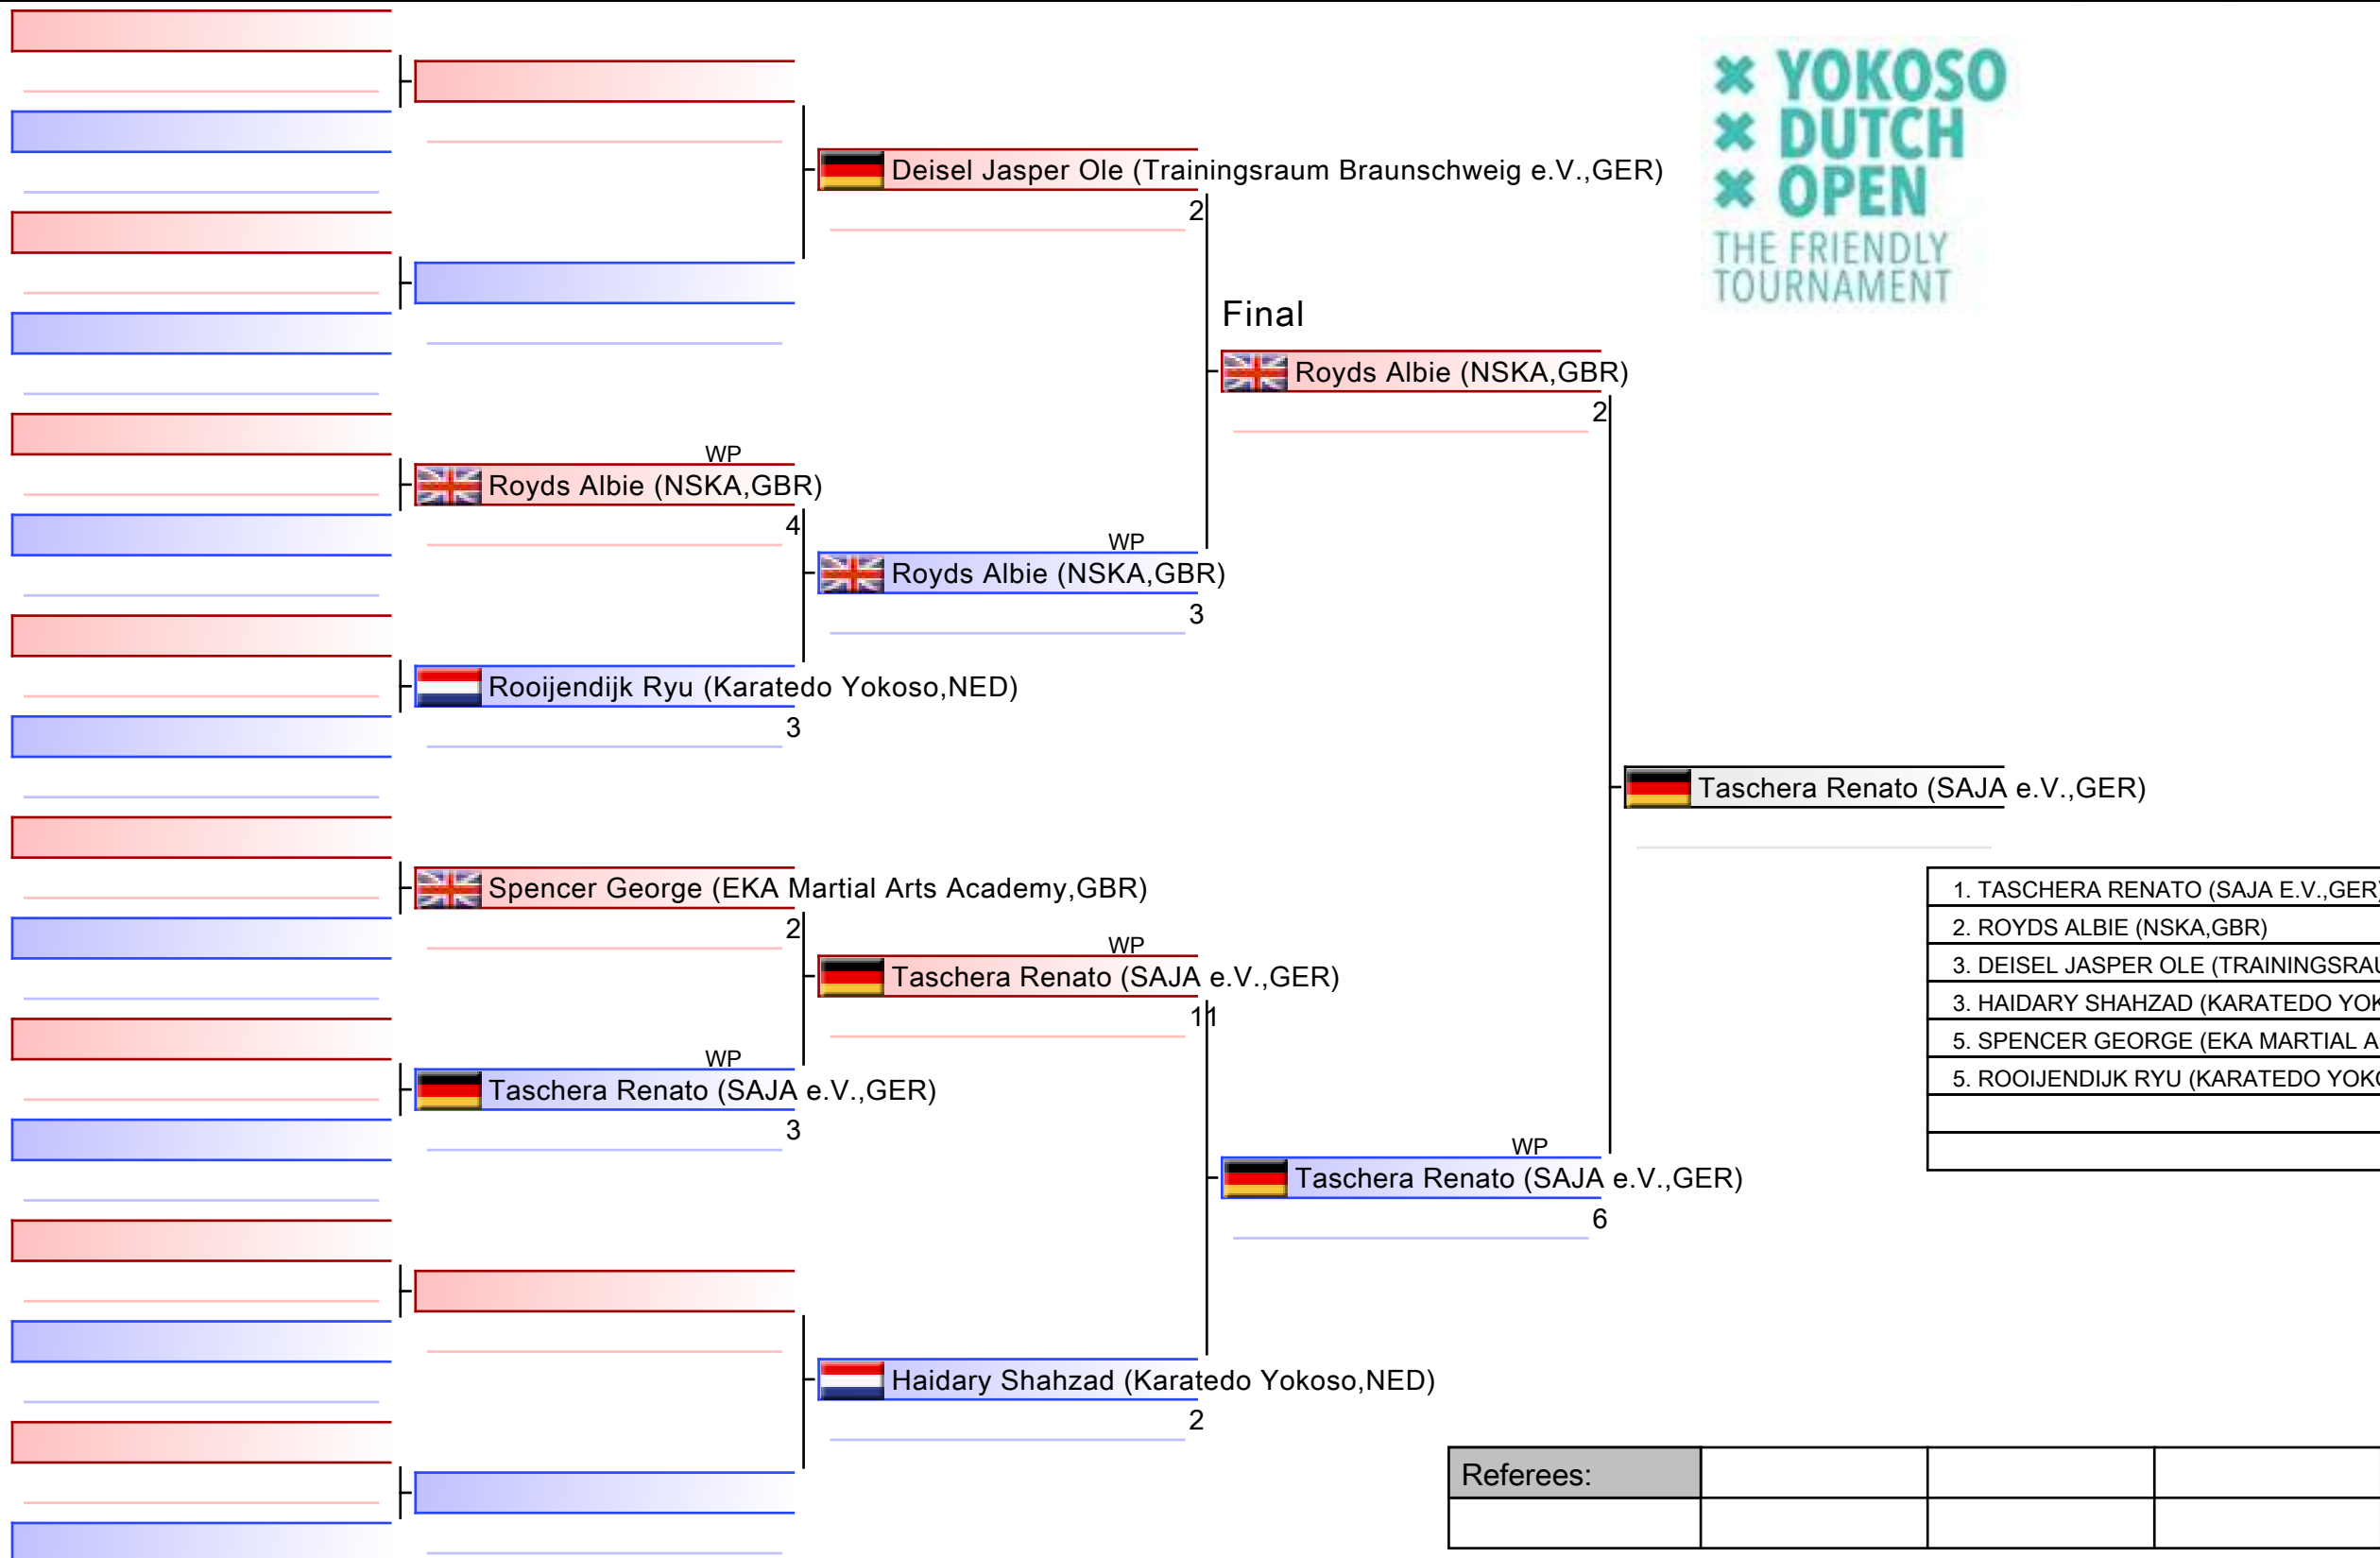 YOKOSO
DUTCH
OPEN
THE FRIENDLY
TOURNAMENT
Deisel Jasper Ole (Trainingsraum Braunschweig e.V.,GER)
2
Final
Royds Albie (NSKA,GBR)
2
WP
Royds Albie (NSKA,GBR)
4
WP
Royds Albie (NSKA,GBR)
3
Rooijendijk Ryu (Karatedo Yokoso,NED)
3
Taschera Renato (SAJA e.V.,GER)
Spencer George (EKA Martial Arts Academy,GBR)
2
WP
Taschera Renato (SAJA e.V.,GER)
11
WP
Taschera Renato (SAJA e.V.,GER)
3
WP
Taschera Renato (SAJA e.V.,GER)
6
Haidary Shahzad (Karatedo Yokoso,NED)
2
1. TASCHERA RENATO (SAJA E.V.,GER)
2. ROYDS ALBIE (NSKA,GBR)
3. DEISEL JASPER OLE (TRAININGSRAU
3. HAIDARY SHAHZAD (KARATEDO YOK
5. SPENCER GEORGE (EKA MARTIAL A
5. ROOIJENDIJK RYU (KARATEDO YOKO
Referees: